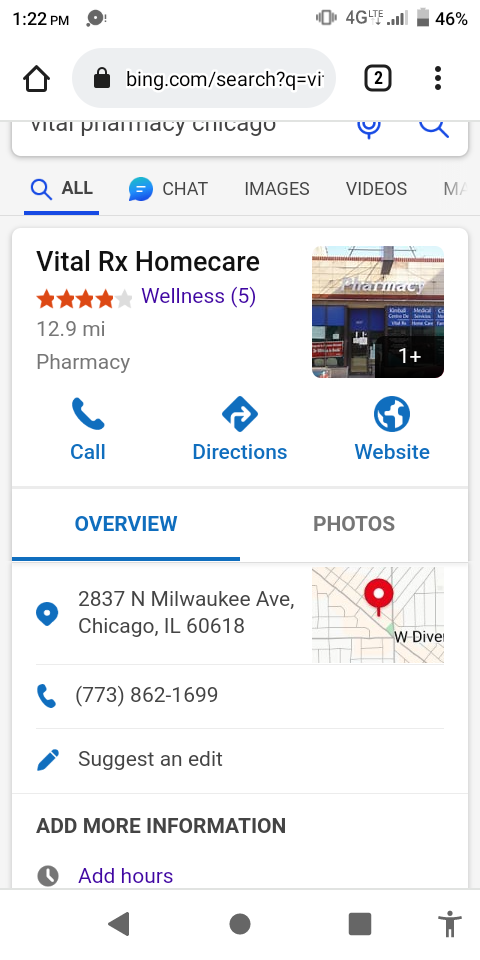 1:22 PM 4G LTE 46%
bing.com/search?q=vi 2
vital pharmacy chicago
ALL CHAT IMAGES VIDEOS MA
Vital Rx Homecare
Wellness (5)
12.9 mi
Pharmacy
Pharmacy
1+
Call Directions Website
OVERVIEW PHOTOS
2837 N Milwaukee Ave,
Chicago, IL 60618
W Diver
(773) 862-1699
Suggest an edit
ADD MORE INFORMATION
Add hours